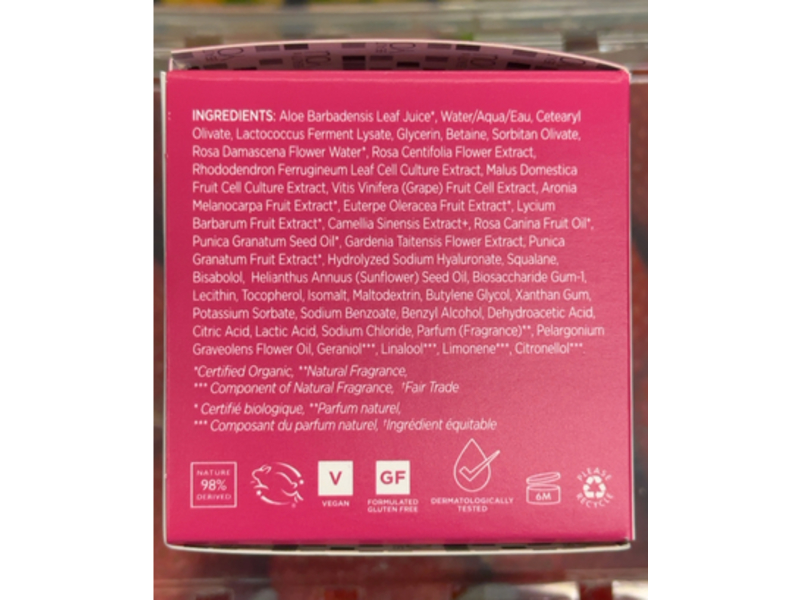 INGREDIENTS: Aloe Barbadensis Leaf Juice*, Water/Aqua/Eau, Cetearyl
Olivate, Lactococcus Ferment Lysate, Glycerin, Betaine, Sorbitan Olivate,
Rosa Damascena Flower Water*, Rosa Centifolia Flower Extract,
Rhododendron Ferrugineum Leaf Cell Culture Extract, Malus Domestica
Fruit Cell Culture Extract, Vitis Vinifera (Grape) Fruit Cell Extract, Aronia
Melanocarpa Fruit Extract*, Euterpe Oleracea Fruit Extract*, Lycium
Barbarum Fruit Extract*, Camellia Sinensis Extract+, Rosa Canina Fruit Oil*,
Punica Granatum Seed Oil*, Gardenia Taitensis Flower Extract, Punica
Granatum Fruit Extract*, Hydrolyzed Sodium Hyaluronate, Squalane,
Bisabolol, Helianthus Annuus (Sunflower) Seed Oil, Biosaccharide Gum-1,
Lecithin, Tocopherol, Isomalt, Maltodextrin, Butylene Glycol, Xanthan Gum,
Potassium Sorbate, Sodium Benzoate, Benzyl Alcohol, Dehydroacetic Acid,
Citric Acid, Lactic Acid, Sodium Chloride, Parfum (Fragrance)**, Pelargonium
Graveolens Flower Oil, Geraniol***, Linalool***, Limonene***, Citronellol***.
*Certified Organic, **Natural Fragrance,
*** Component of Natural Fragrance, †Fair Trade
* Certifié biologique, **Parfum naturel,
*** Composant du parfum naturel, †Ingrédient équitable
NATURE
98%
DERIVED
V
VEGAN
GF
FORMULATED
GLUTEN FREE
DERMATOLOGICALLY
TESTED
6M
PLEASE
RECYCLE